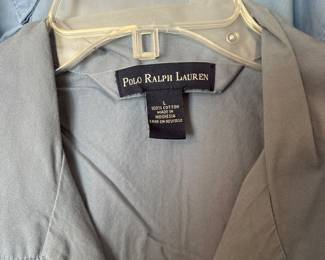 POLO RALPH LAUREN
L
100% COTTON
MADE IN
INDONESIA